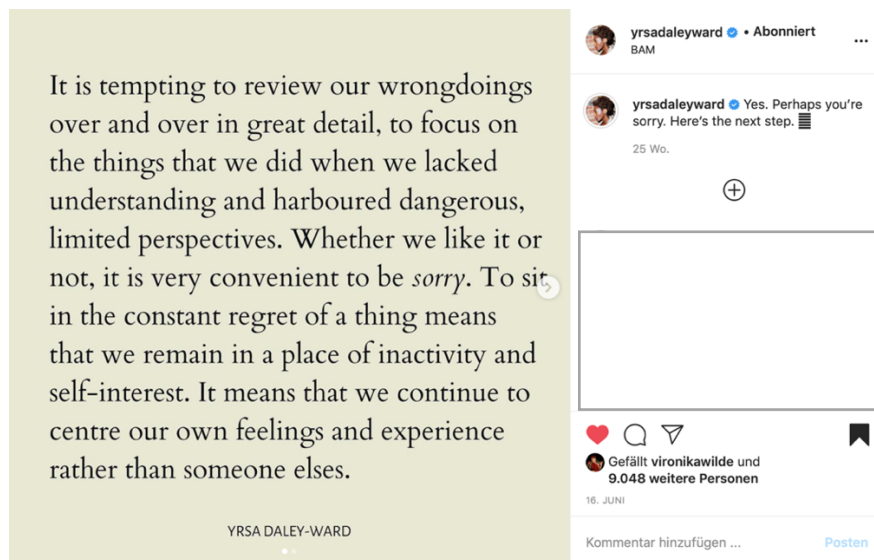 It is tempting to review our wrongdoings
over and over in great detail, to focus on
the things that we did when we lacked
understanding and harboured dangerous,
limited perspectives. Whether we like it or
not, it is very convenient to be sorry. To sit
in the constant regret of a thing means
that we remain in a place of inactivity and
self-interest. It means that we continue to
centre our own feelings and experience
rather than someone elses.
YRSA DALEY-WARD
yrsadaleyward • Abonniert
BAM
yrsadaleyward Yes. Perhaps you're
sorry. Here's the next step.
25 Wo.
Gefällt vironikawilde und
9.048 weitere Personen
16. JUNI
Kommentar hinzufügen ...
Posten